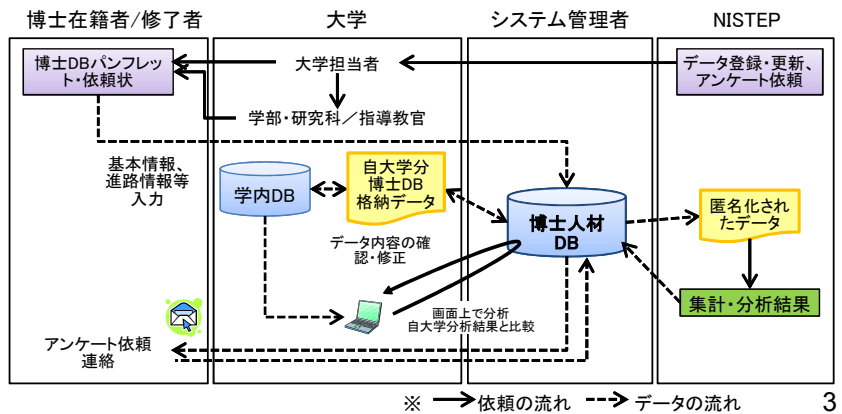 博士在籍者/修了者
大学
システム管理者
NISTEP
博士DBパンフレッ
ト・依頼状
大学担当者
データ登録・更新、
アンケート依頼
学部・研究科／指導教官
基本情報、
進路情報等
入力
学内DB
自大学分
博士DB
格納データ
博士人材
DB
匿名化され
たデータ
データ内容の確
認・修正
集計・分析結果
画面上で分析
自大学分析結果と比較
アンケート依頼
連絡
※ 依頼の流れ データの流れ
3